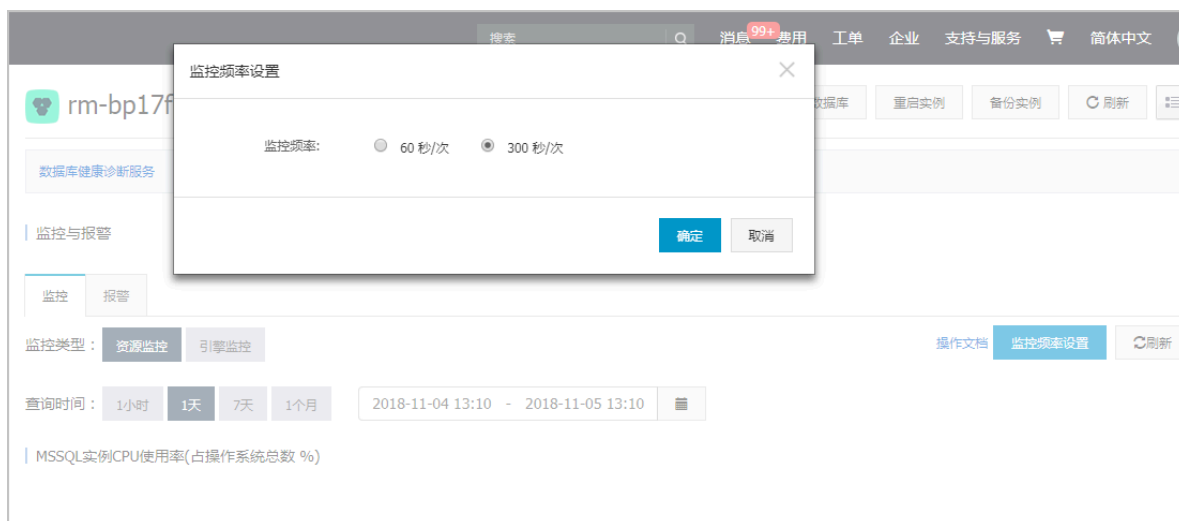 搜索 消息 99+ 费用 工单 企业 支持与服务 简体中文
监控频率设置
rm-bp17f 数据库 重启实例 备份实例 刷新
监控频率: 60 秒/次 300 秒/次
数据库健康诊断服务
确定 取消
监控与报警
监控 报警
监控类型： 资源监控 引擎监控 操作文档 监控频率设置 刷新
查询时间： 1小时 1天 7天 1个月 2018-11-04 13:10 - 2018-11-05 13:10
MSSQL实例CPU使用率(占操作系统总数 %)